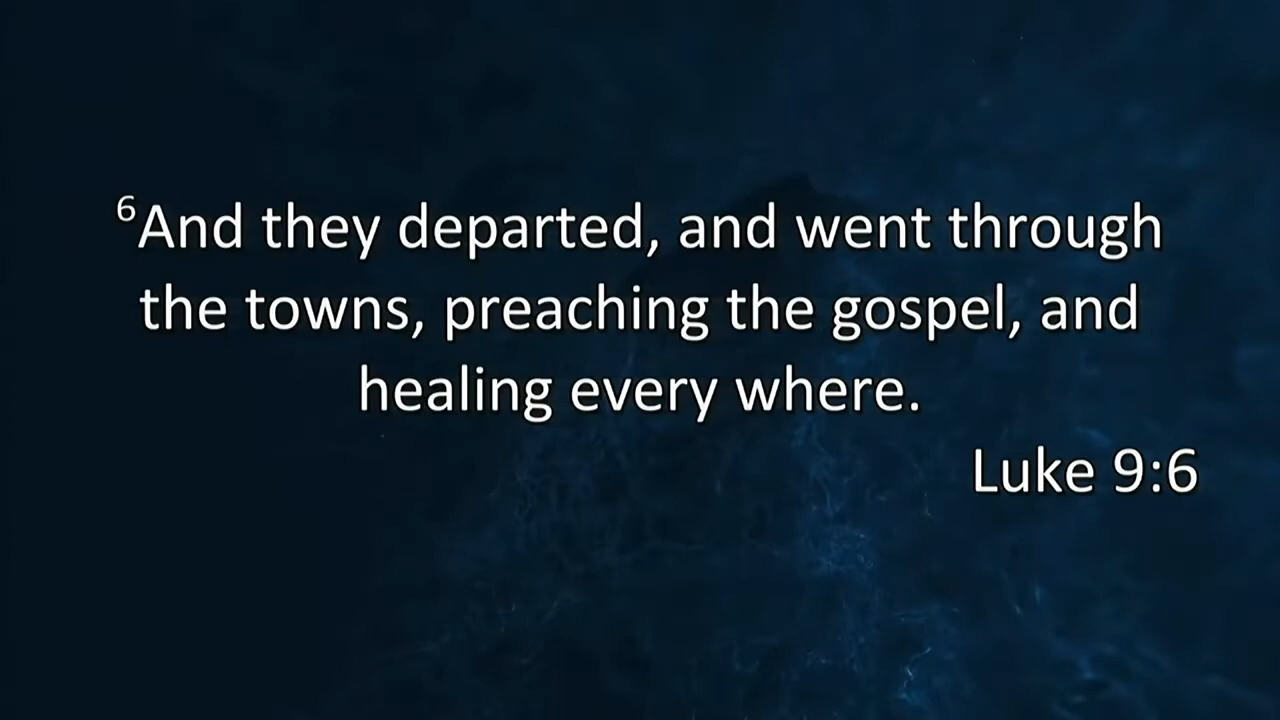 ⁶And they departed, and went through
the towns, preaching the gospel, and
healing every where.
Luke 9:6